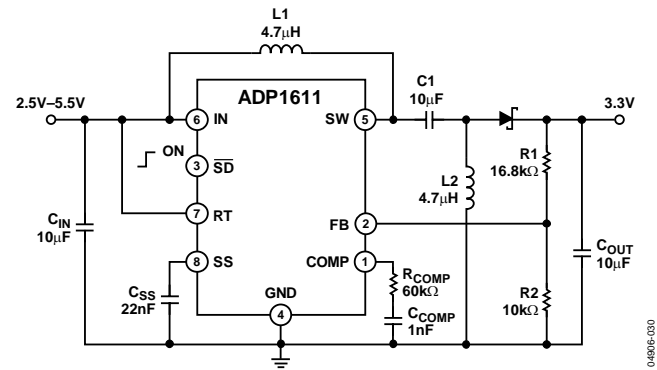 L1
4.7μH
ADP1611
C1
10μF
2.5V–5.5V
3.3V
6 IN
SW 5
ON
3 SD
R1
16.8kΩ
L2
4.7μH
7 RT
FB 2
CIN
10μF
8 SS
COMP 1
COUT
10μF
RCOMP
60kΩ
CSS
22nF
GND
4
R2
10kΩ
CCOMP
1nF
04906-030